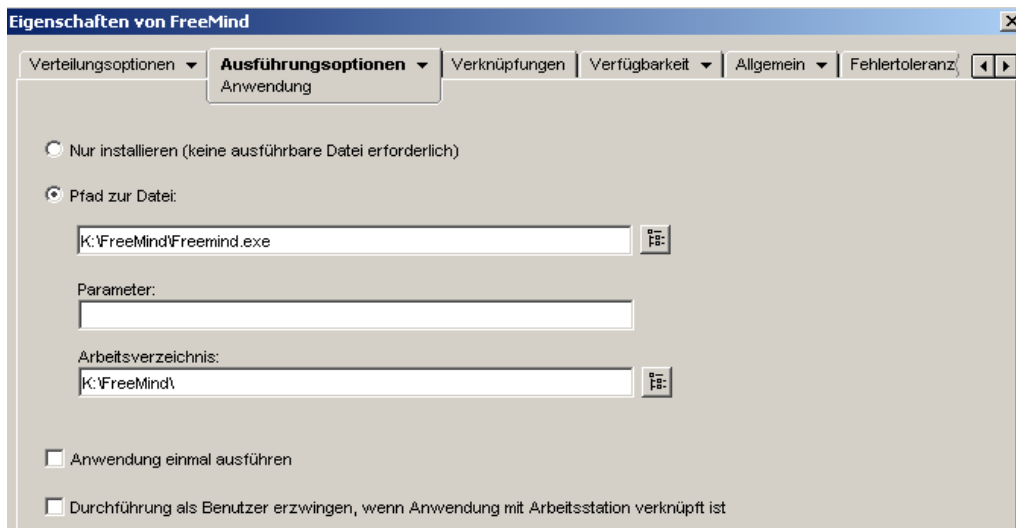 Eigenschaften von FreeMind
Verteilungsoptionen
Ausführungsoptionen
Verknüpfungen
Verfügbarkeit
Allgemein
Fehlertoleranz
Anwendung
Nur installieren (keine ausführbare Datei erforderlich)
Pfad zur Datei:
K:\FreeMind\Freemind.exe
Parameter:
Arbeitsverzeichnis:
K:\FreeMind\
Anwendung einmal ausführen
Durchführung als Benutzer erzwingen, wenn Anwendung mit Arbeitsstation verknüpft ist